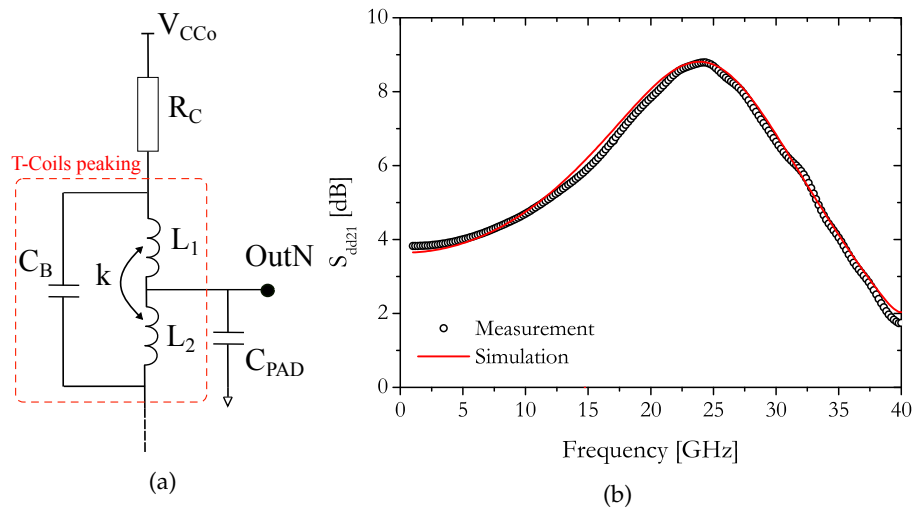 V_CCo
R_C
T-Coils peaking
C_B
k
L_1
L_2
OutN
C_PAD
(a)
S_dd21 [dB]
10
8
6
4
2
0
Measurement
Simulation
0 5 10 15 20 25 30 35 40
Frequency [GHz]
(b)